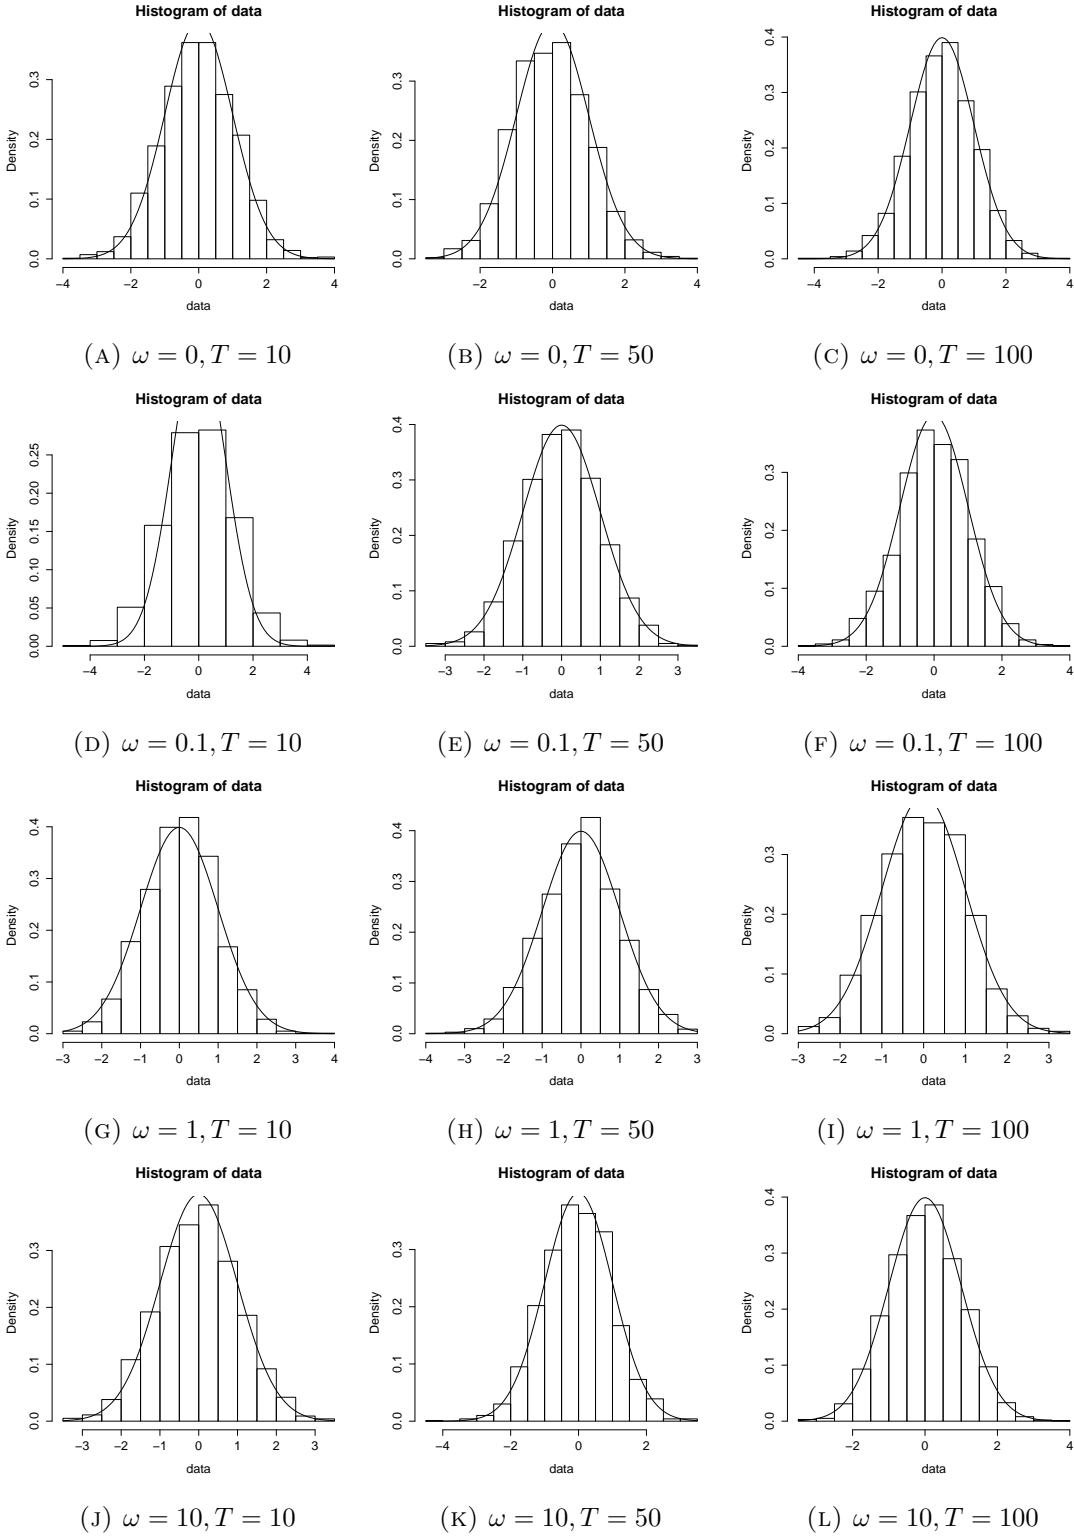 Histogram of data Histogram of data Histogram of data
Density 0.0 0.1 0.2 0.3 Density 0.0 0.1 0.2 0.3 Density 0.0 0.1 0.2 0.3 0.4
−4 −2 0 2 4 −2 0 2 4 −4 −2 0 2 4
data data data
(A) ω = 0, T = 10 (B) ω = 0, T = 50 (C) ω = 0, T = 100
Histogram of data Histogram of data Histogram of data
Density 0.00 0.05 0.10 0.15 0.20 0.25 Density 0.0 0.1 0.2 0.3 0.4 Density 0.0 0.1 0.2 0.3
−4 −2 0 2 4 −3 −2 −1 0 1 2 3 −4 −2 0 2 4
data data data
(D) ω = 0.1, T = 10 (E) ω = 0.1, T = 50 (F) ω = 0.1, T = 100
Histogram of data Histogram of data Histogram of data
Density 0.0 0.1 0.2 0.3 0.4 Density 0.0 0.1 0.2 0.3 0.4 Density 0.0 0.1 0.2 0.3
−3 −2 −1 0 1 2 3 4 −4 −3 −2 −1 0 1 2 3 −3 −2 −1 0 1 2 3
data data data
(G) ω = 1, T = 10 (H) ω = 1, T = 50 (I) ω = 1, T = 100
Histogram of data Histogram of data Histogram of data
Density 0.0 0.1 0.2 0.3 Density 0.0 0.1 0.2 0.3 Density 0.0 0.1 0.2 0.3 0.4
−3 −2 −1 0 1 2 3 −4 −2 0 2 −2 0 2 4
data data data
(J) ω = 10, T = 10 (K) ω = 10, T = 50 (L) ω = 10, T = 100